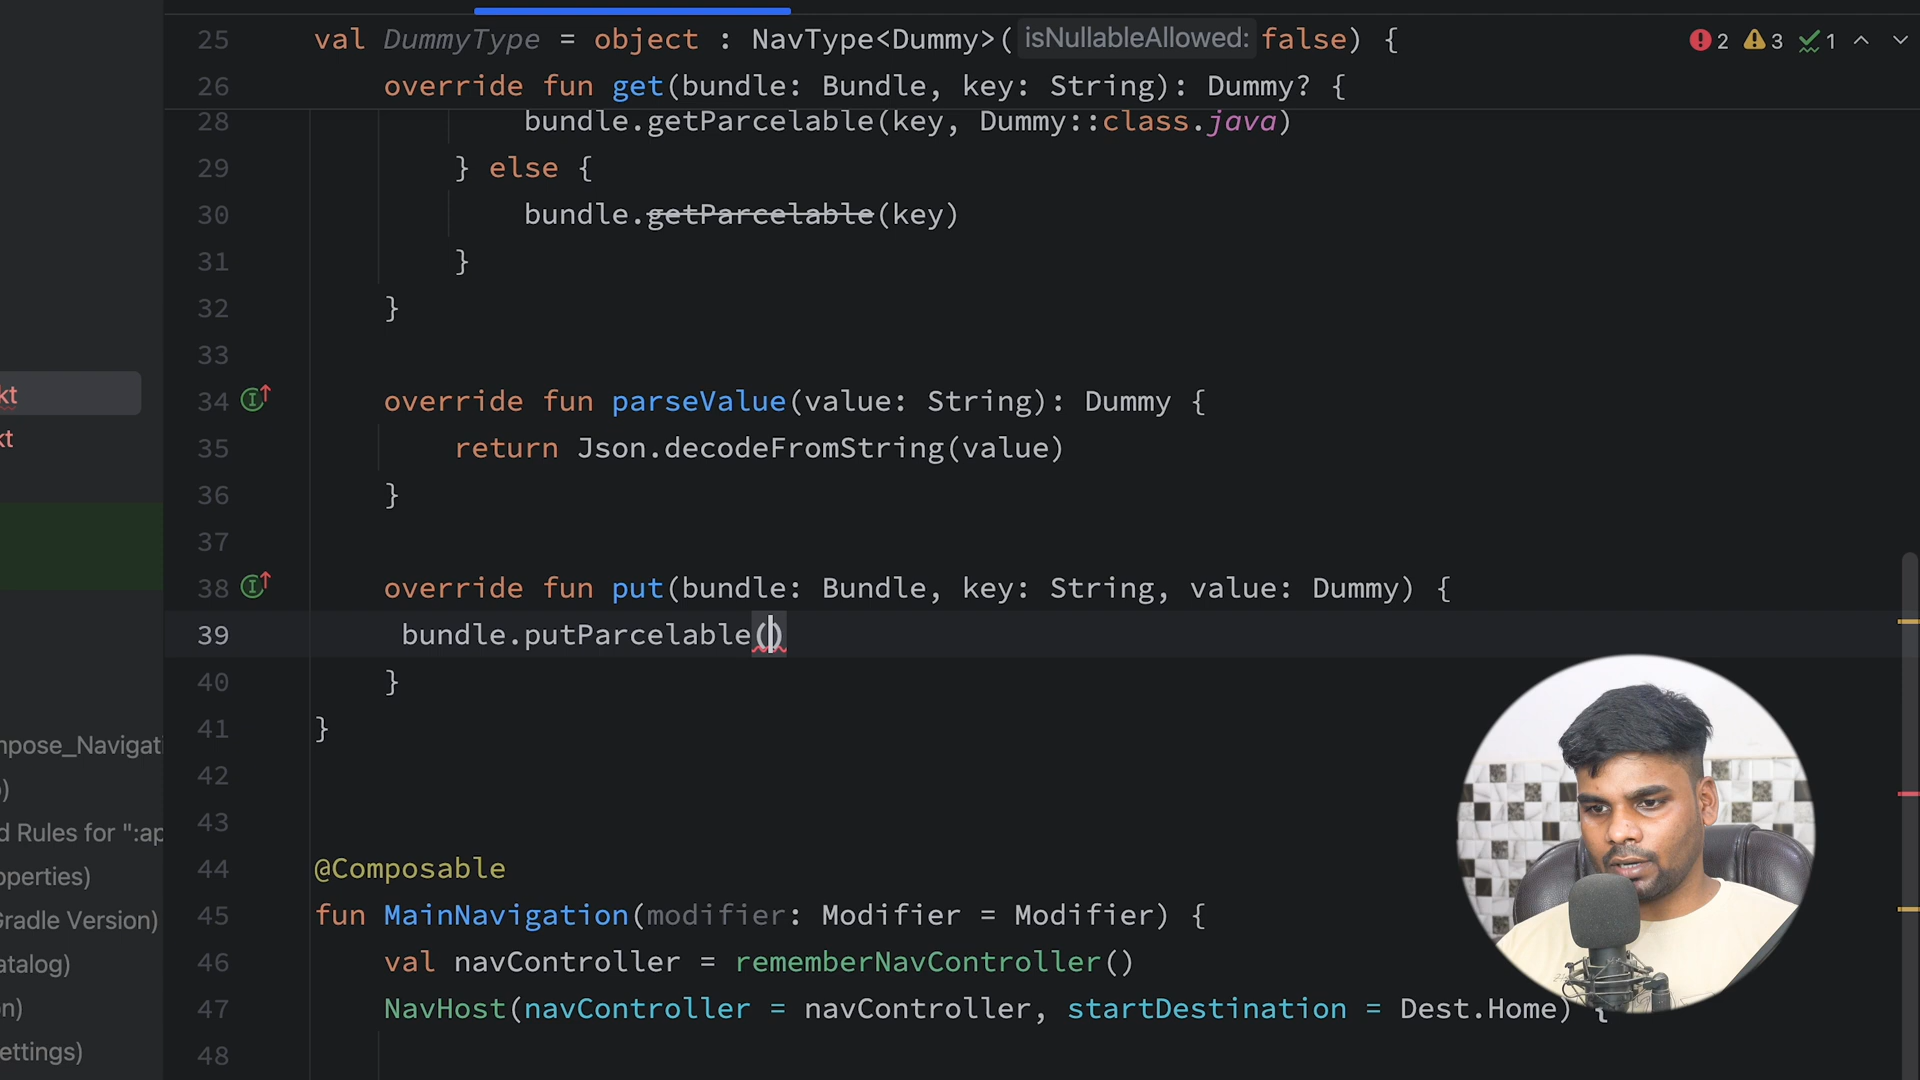 25 val DummyType = object : NavType<Dummy>( isNullableAllowed: false) {
2 3 1
26 override fun get(bundle: Bundle, key: String): Dummy? {
28 bundle.getParcelable(key, Dummy::class.java)
29 } else {
30 bundle.getParcelable(key)
31 }
32 }
33
kt
34 override fun parseValue(value: String): Dummy {
kt
35 return Json.decodeFromString(value)
36 }
37
38 override fun put(bundle: Bundle, key: String, value: Dummy) {
39 bundle.putParcelable()
40 }
41 }
mpose_Navigati
42
)
43
d Rules for ":ap
44 @Composable
operties)
45 fun MainNavigation(modifier: Modifier = Modifier) {
Gradle Version)
46 val navController = rememberNavController()
atalog)
47 NavHost(navController = navController, startDestination = Dest.Home) {
n)
48
ettings)